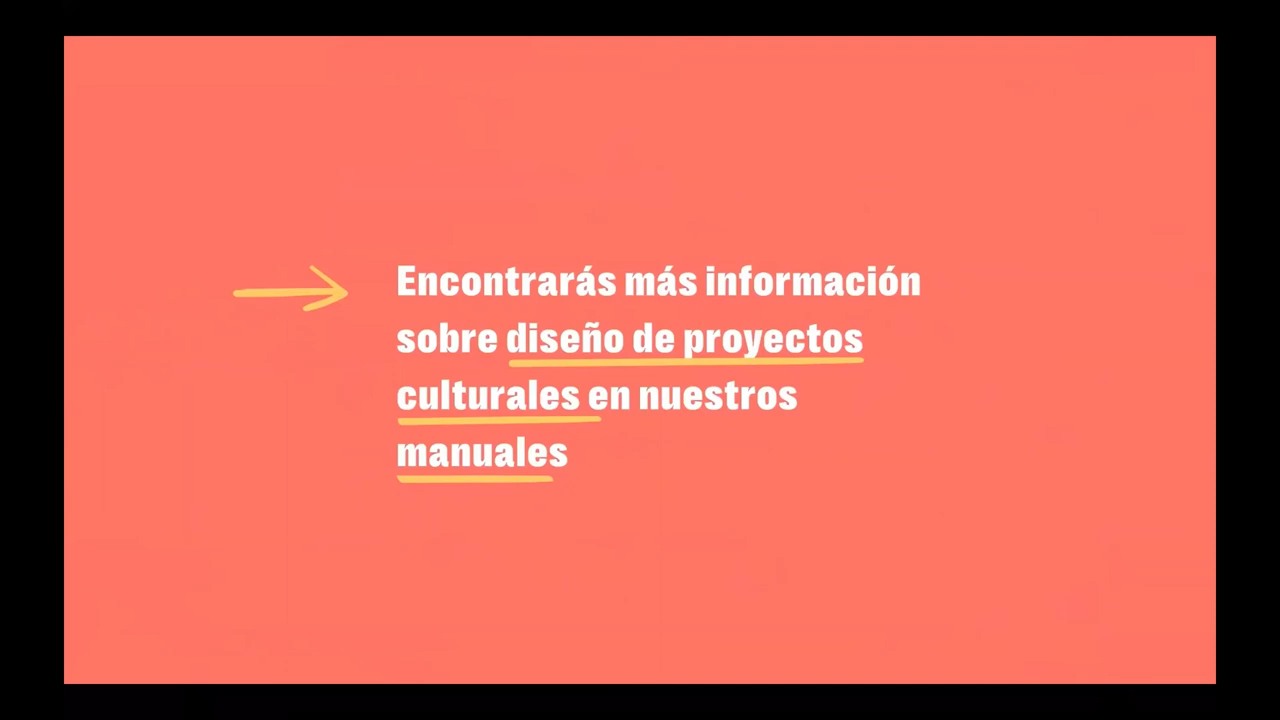 Encontrarás más información
sobre diseño de proyectos
culturales en nuestros
manuales